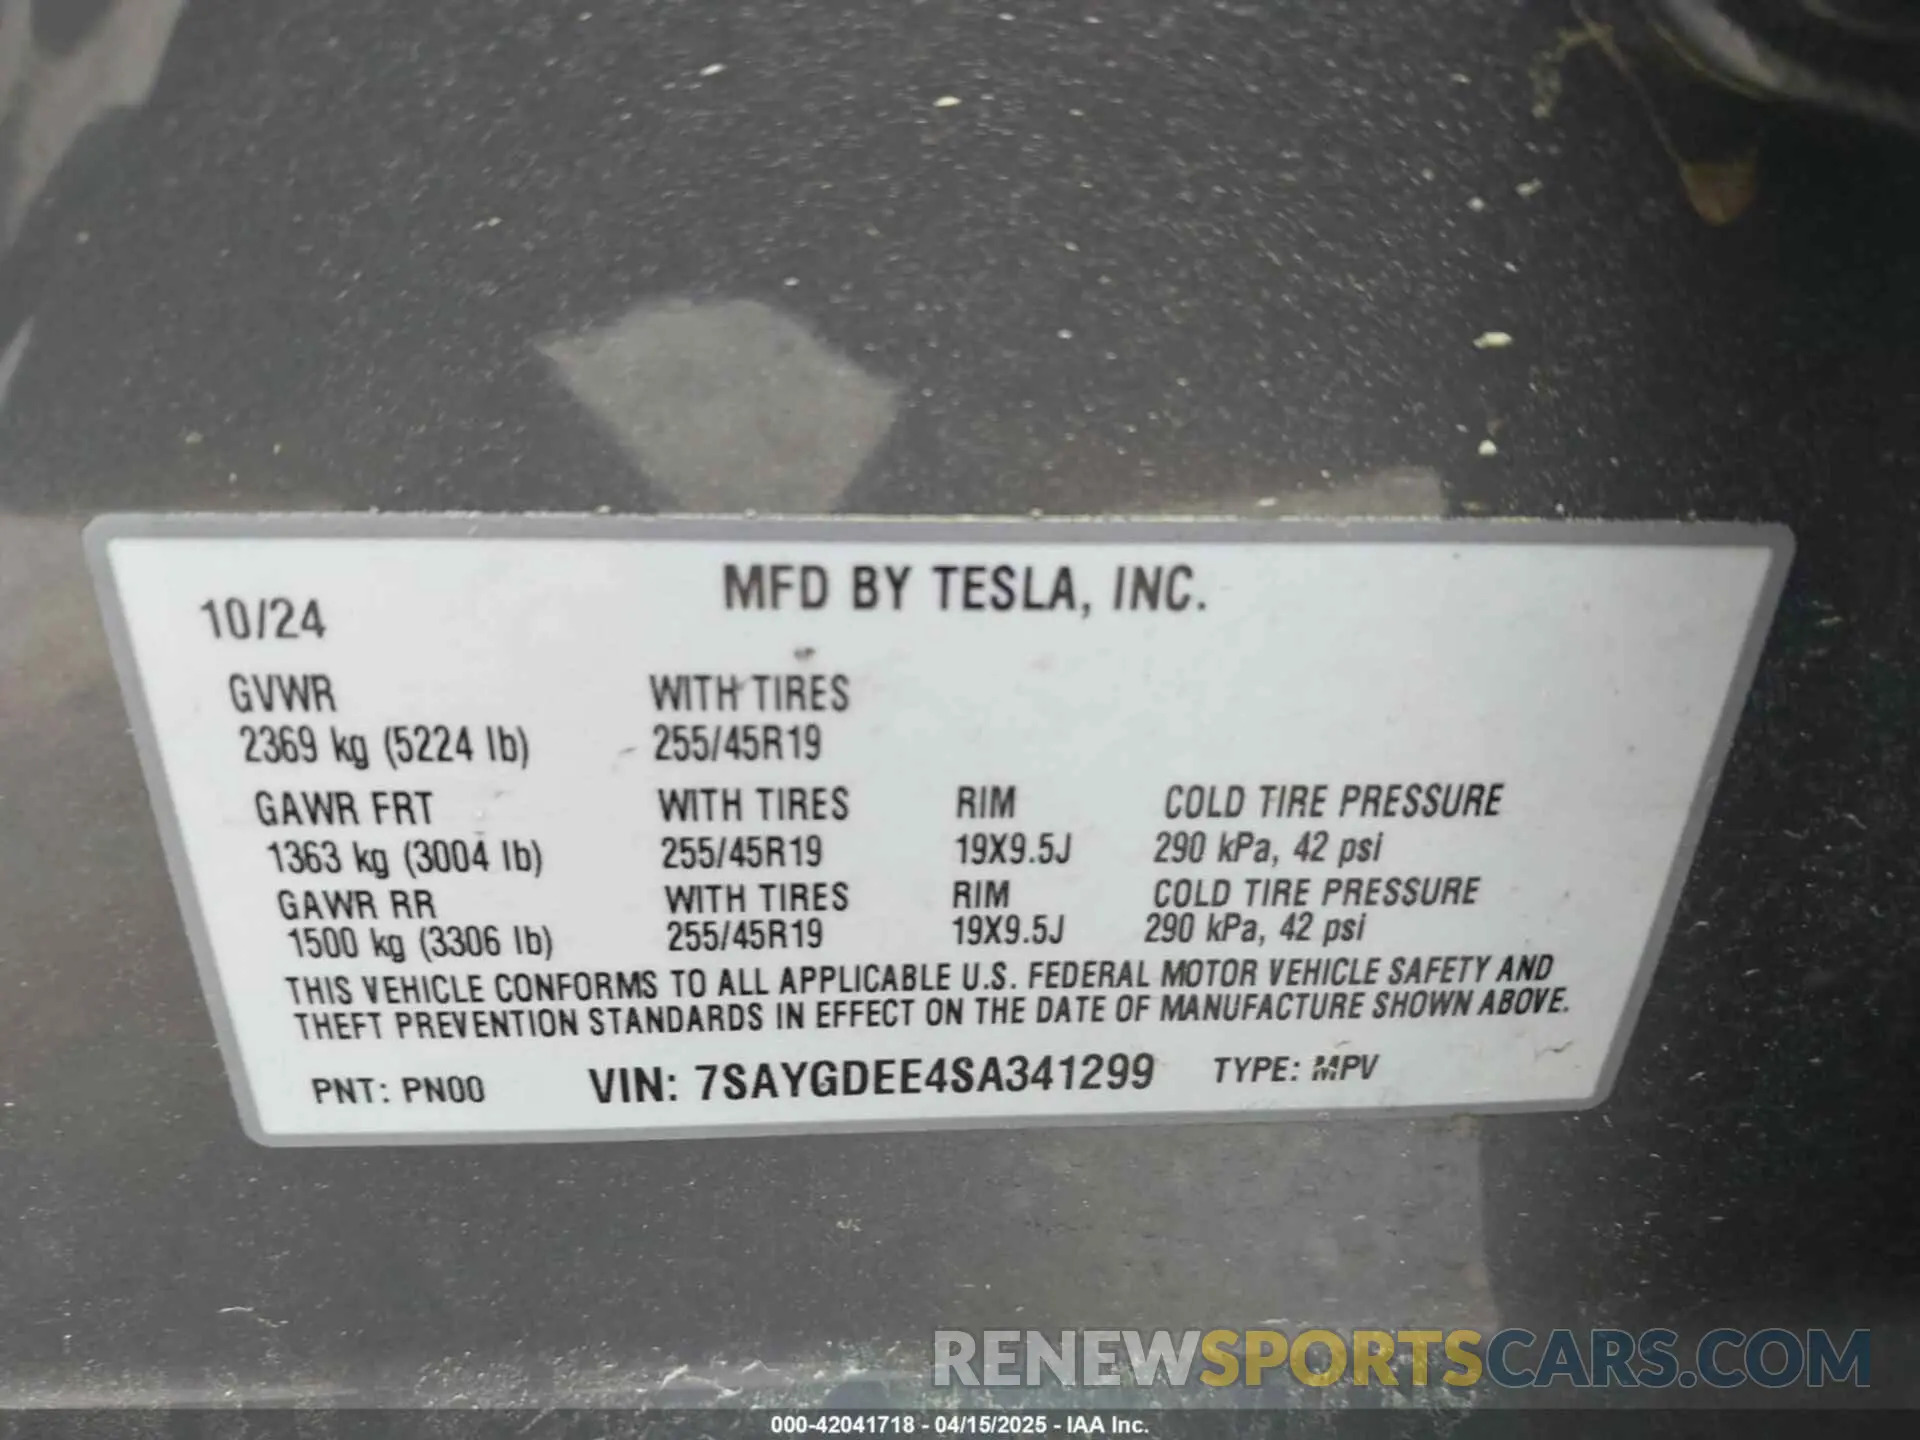 MFD BY TESLA, INC.
10/24
GVWR WITH TIRES
2369 kg (5224 lb) 255/45R19
GAWR FRT WITH TIRES RIM COLD TIRE PRESSURE
1363 kg (3004 lb) 255/45R19 19X9.5J 290 kPa, 42 psi
GAWR RR WITH TIRES RIM COLD TIRE PRESSURE
1500 kg (3306 lb) 255/45R19 19X9.5J 290 kPa, 42 psi
THIS VEHICLE CONFORMS TO ALL APPLICABLE U.S. FEDERAL MOTOR VEHICLE SAFETY AND
THEFT PREVENTION STANDARDS IN EFFECT ON THE DATE OF MANUFACTURE SHOWN ABOVE.
PNT: PN00 VIN: 7SAYGDEE4SA341299 TYPE: MPV
RENEWSPORTSCARS.COM
000-42041718 - 04/15/2025 - IAA Inc.